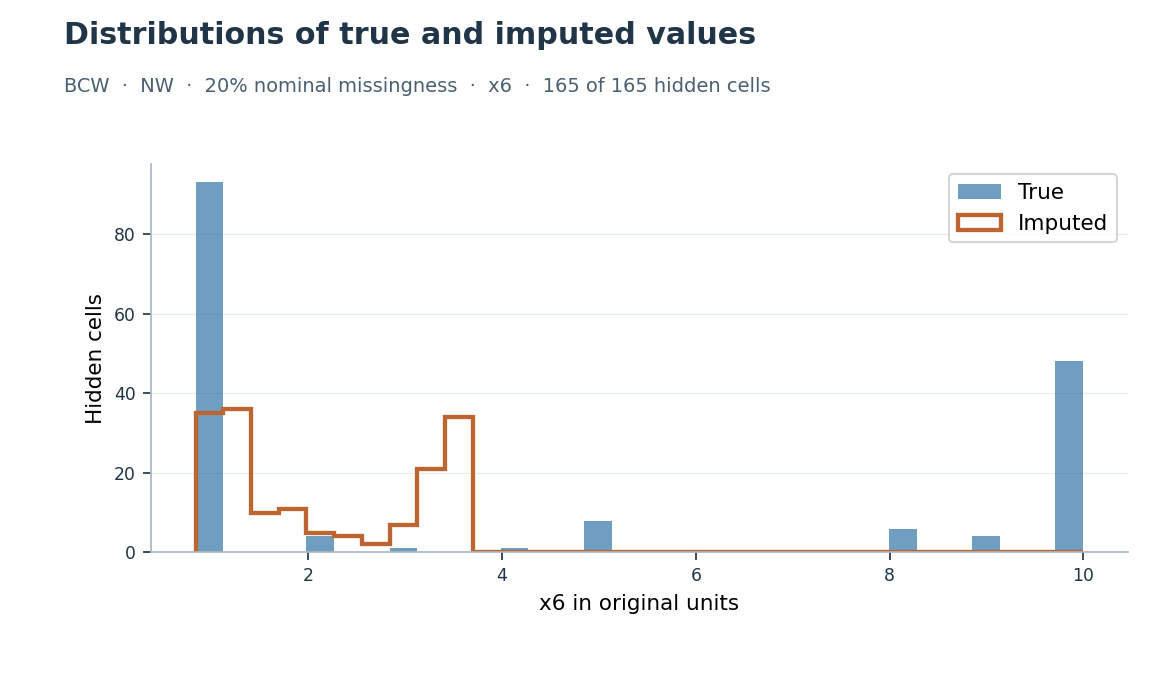 Distributions of true and imputed values
BCW · NW · 20% nominal missingness · x6 · 165 of 165 hidden cells
True
Imputed
Hidden cells
80
60
40
20
0
2 4 6 8 10
x6 in original units